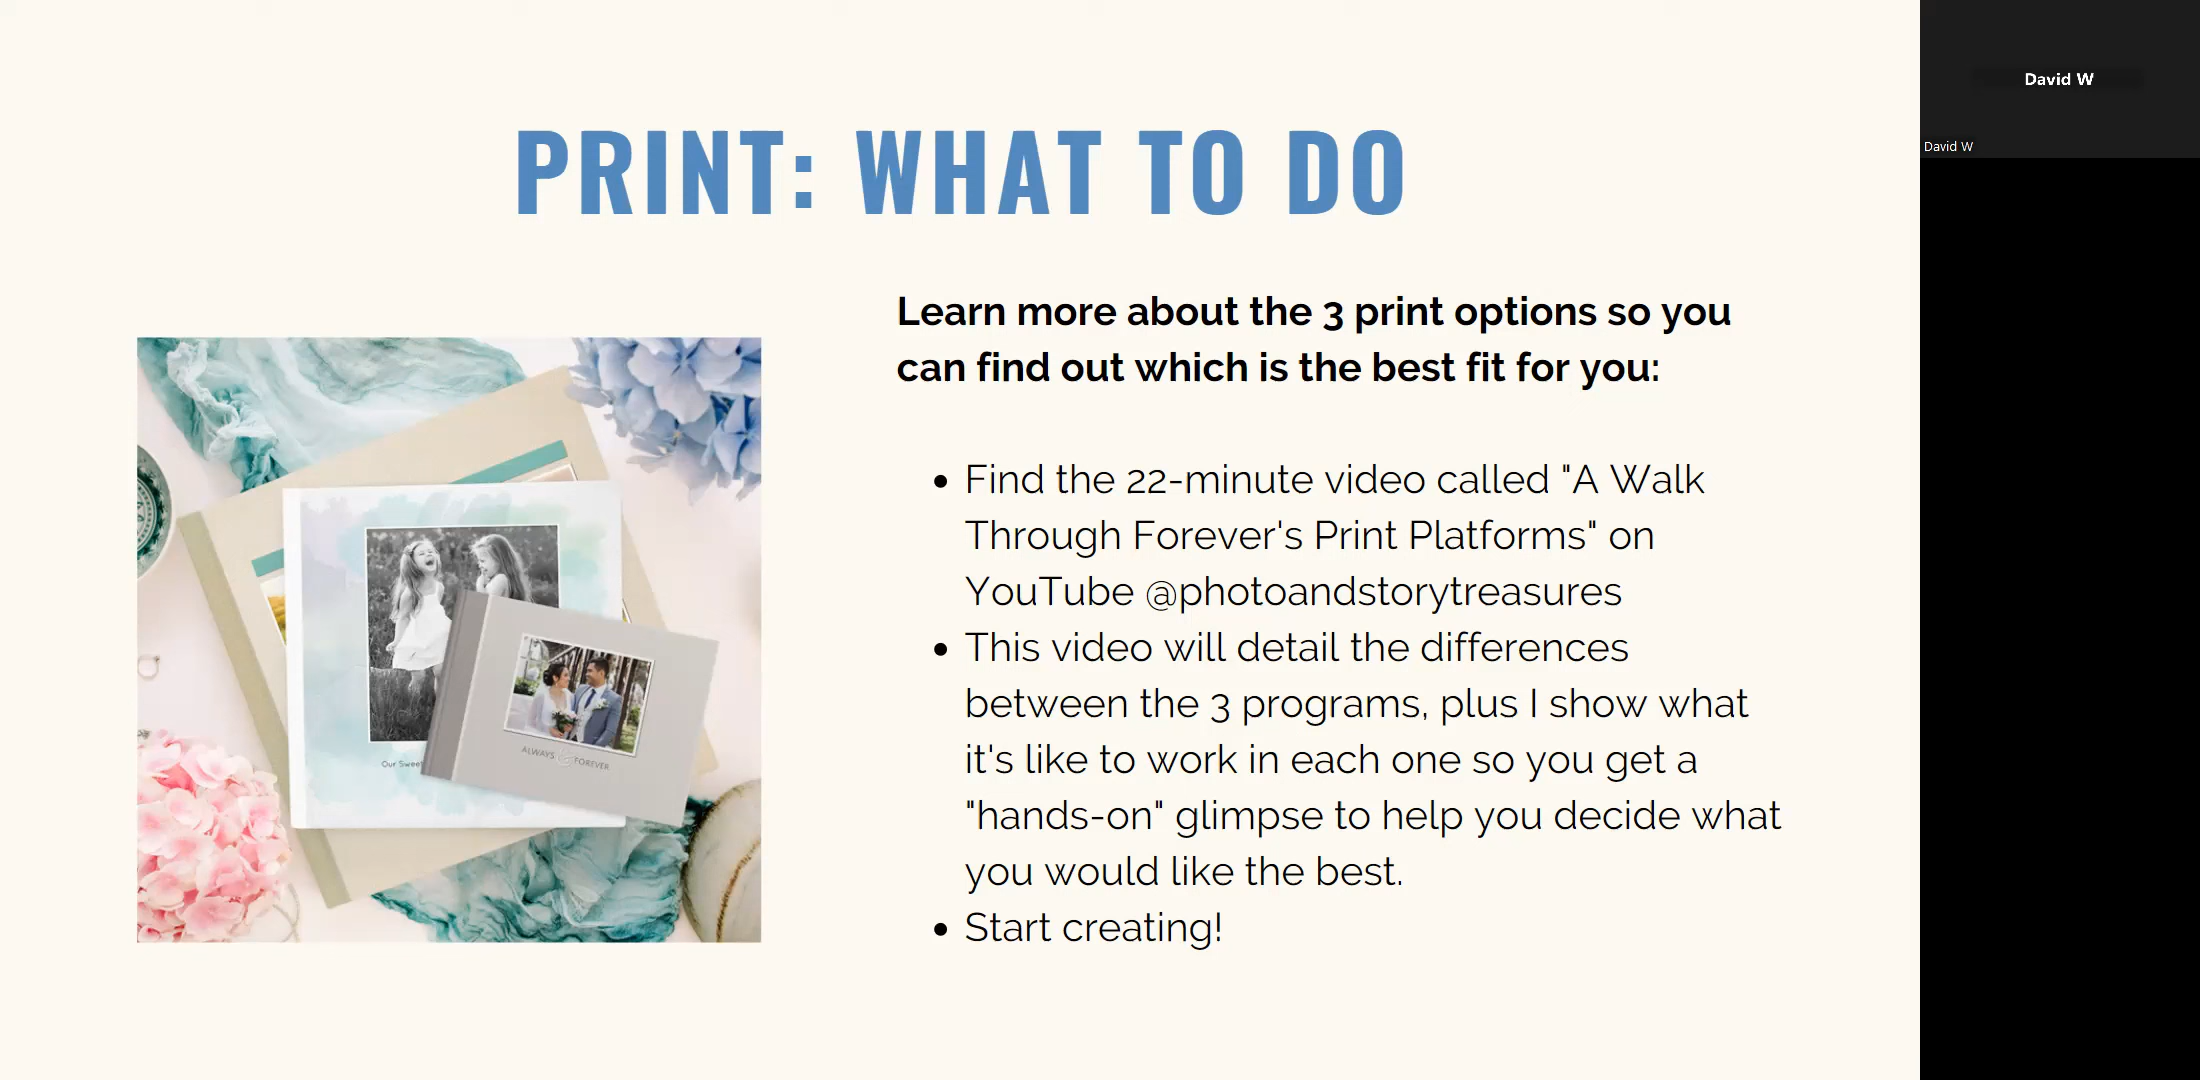 PRINT: WHAT TO DO
Learn more about the 3 print options so you
can find out which is the best fit for you:
• Find the 22-minute video called "A Walk
Through Forever's Print Platforms" on
YouTube @photoandstorytreasures
• This video will detail the differences
between the 3 programs, plus I show what
it's like to work in each one so you get a
"hands-on" glimpse to help you decide what
you would like the best.
• Start creating!
Our Sweet
ALWAYS & FOREVER
David W
David W